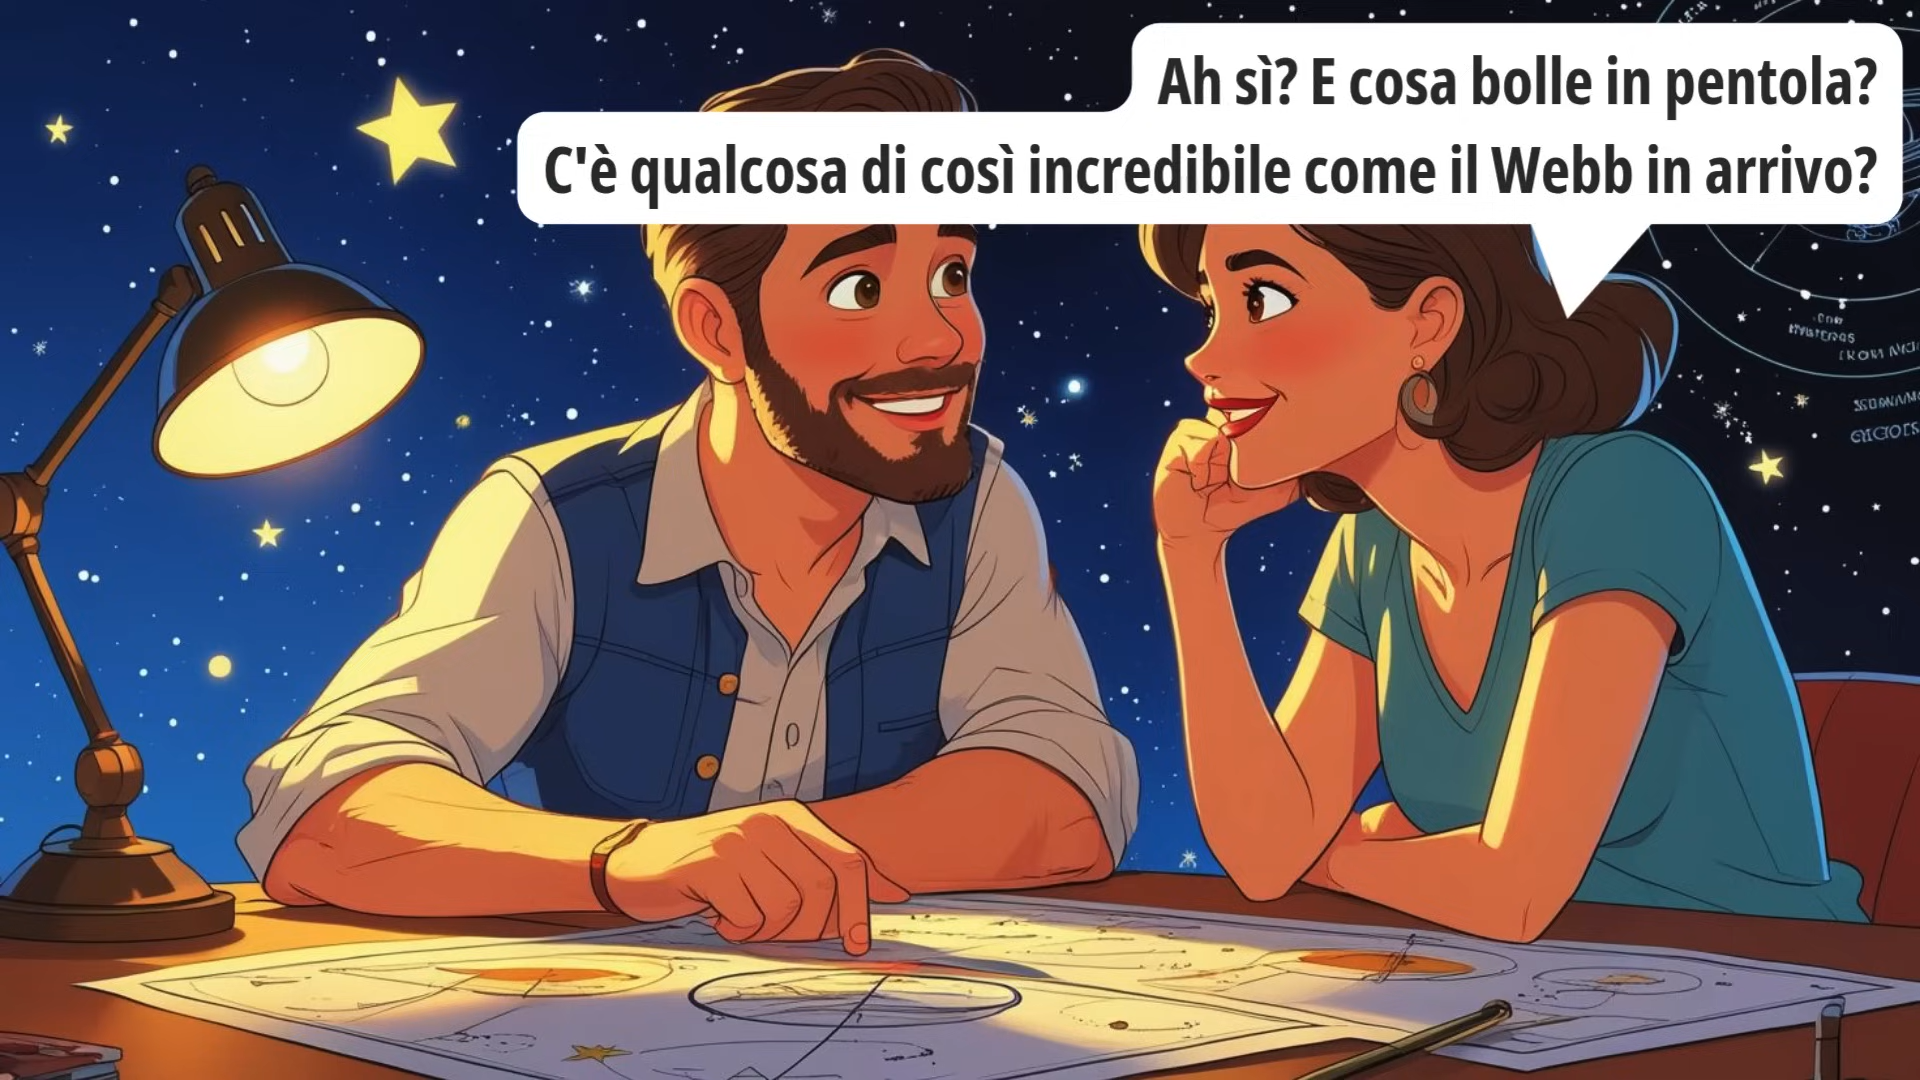 Ah sì? E cosa bolle in pentola?
C'è qualcosa di così incredibile come il Webb in arrivo?